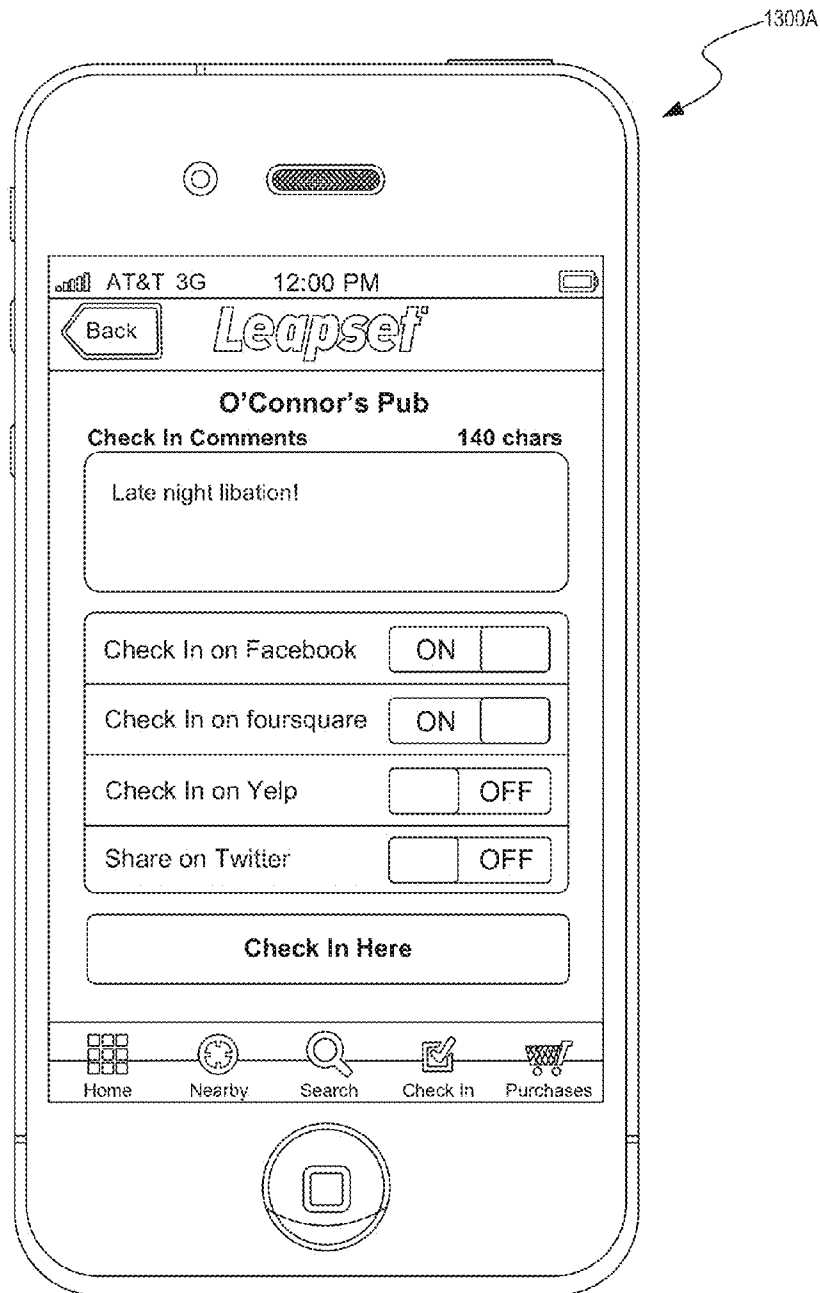 1300A
AT&T 3G 12:00 PM
Back Leapset
O'Connor's Pub
Check In Comments 140 chars
Late night libation!
Check In on Facebook ON
Check In on foursquare ON
Check In on Yelp OFF
Share on Twitter OFF
Check In Here
Home Nearby Search Check In Purchases